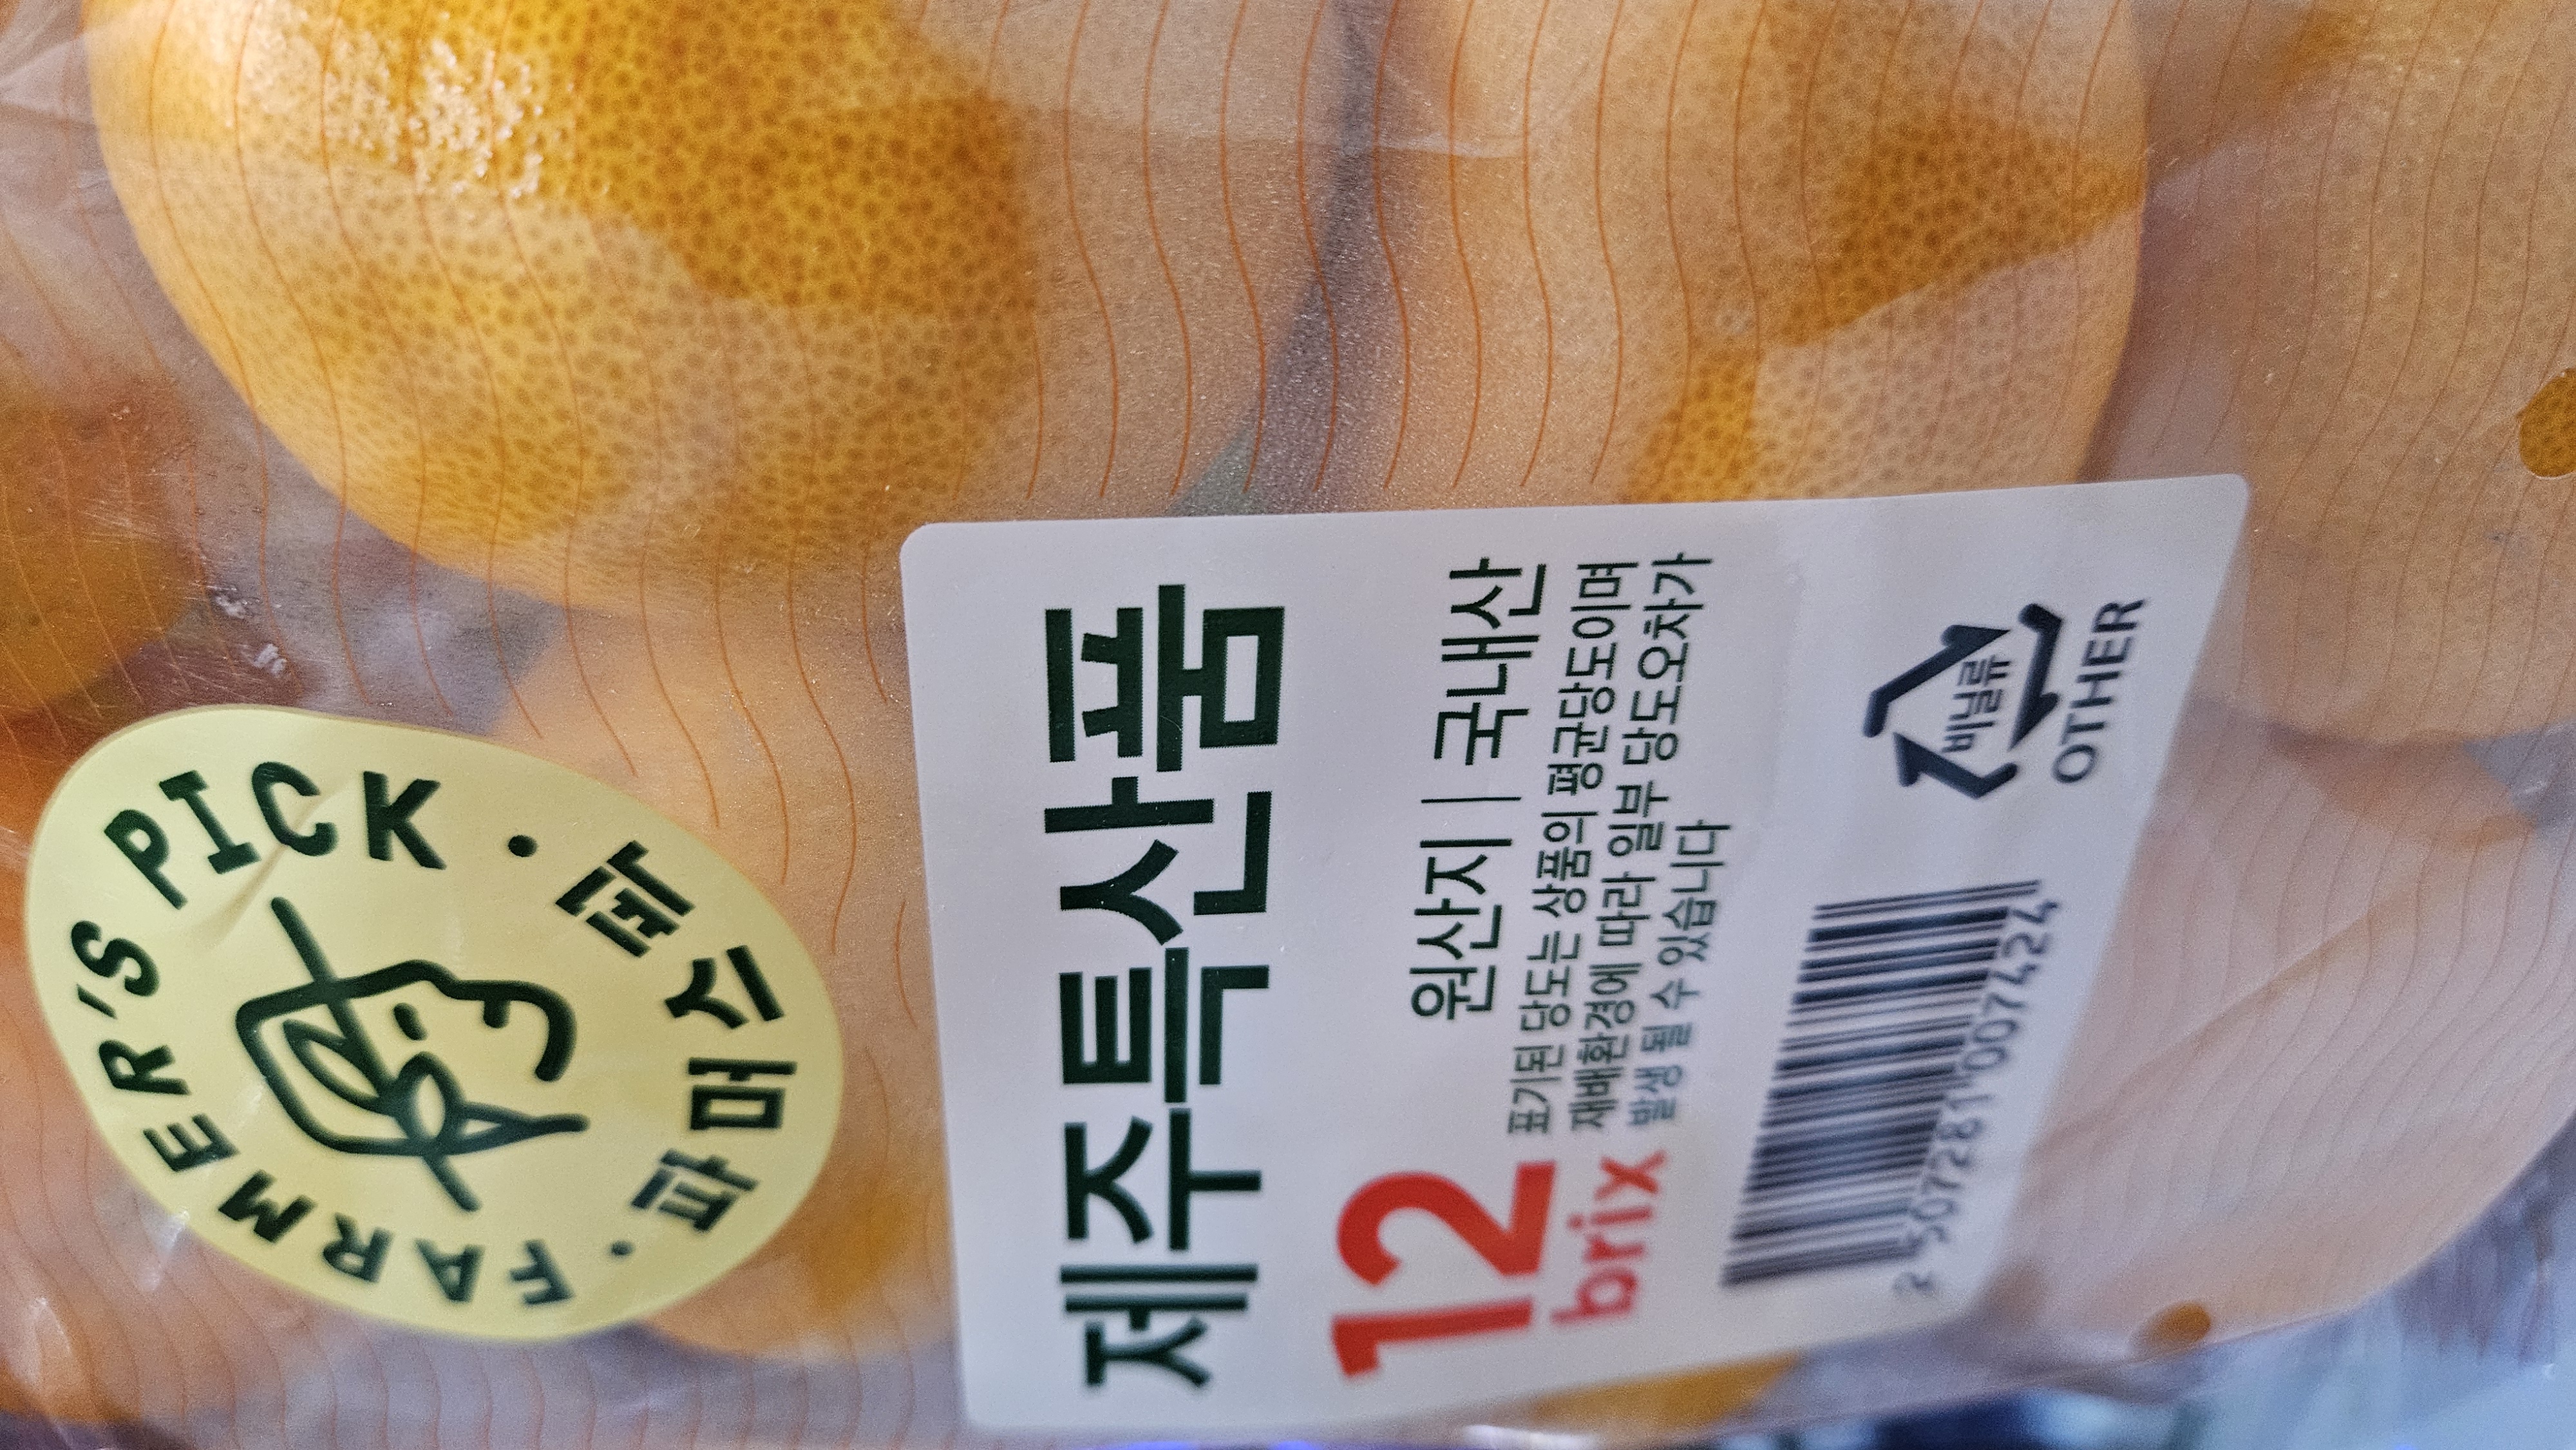 FARMER'S PICK
파머스픽
제주특산품
12
brix
원산지 | 국내산
표기된 당도는 상품의 평균당도이며
재배환경에 따라 일부 당도오차가
발생 될 수 있습니다
2 507281 007424
비닐류
OTHER